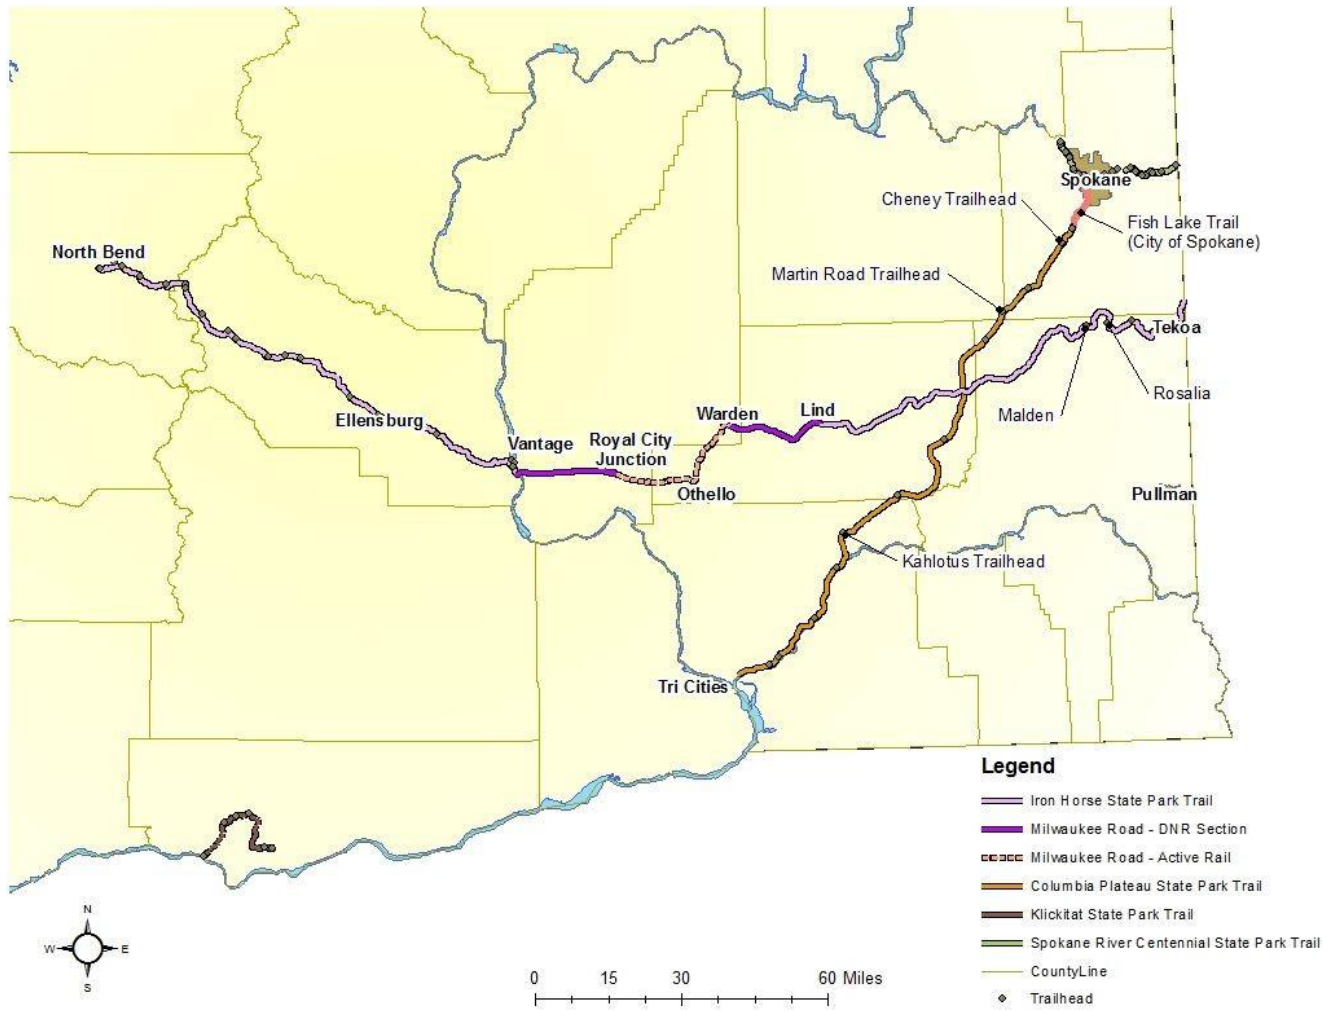 Spokane
Cheney Trailhead
Fish Lake Trail
(City of Spokane)
North Bend
Martin Road Trailhead
Tekoa
Rosalia
Malden
Warden
Lind
Ellensburg
Vantage
Royal City
Junction
Othello
Pullman
Kahlotus Trailhead
Tri Cities
Legend
Iron Horse State Park Trail
Milwaukee Road - DNR Section
Milwaukee Road - Active Rail
Columbia Plateau State Park Trail
Klickitat State Park Trail
Spokane River Centennial State Park Trail
CountyLine
Trailhead
N
W
E
S
0 15 30 60 Miles